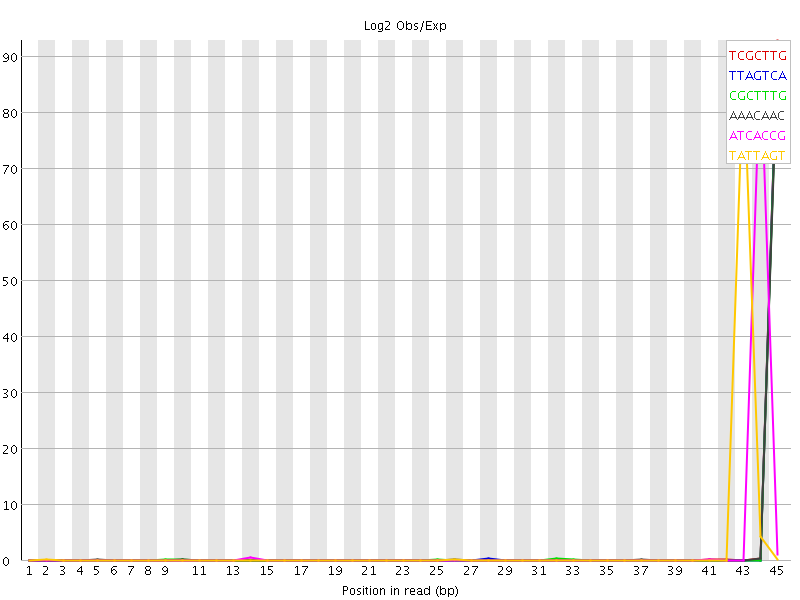 Log2 Obs/Exp
90
80
70
60
50
40
30
20
10
0
TCGCTTG
TTAGTCA
CGCTTTG
AAACAAC
ATCACCG
TATTAGT
1 2 3 4 5 6 7 8 9 11 13 15 17 19 21 23 25 27 29 31 33 35 37 39 41 43 45
Position in read (bp)